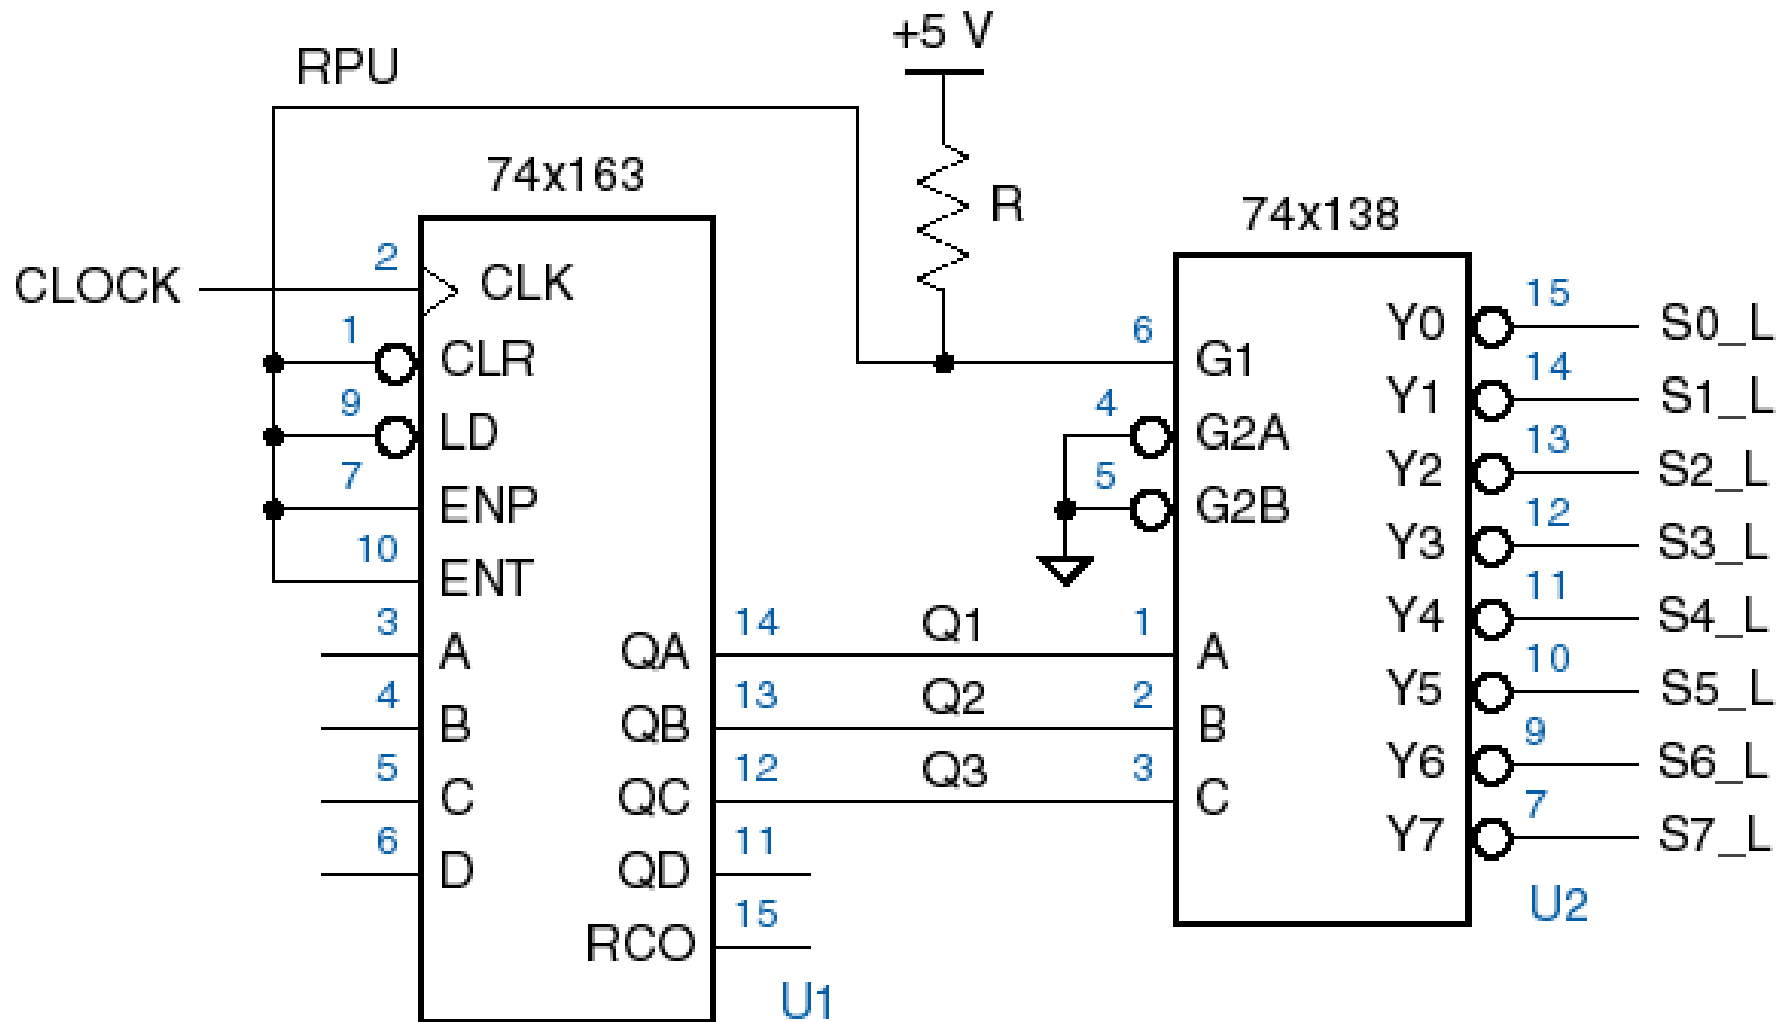 +5 V
RPU
R
74x163
74x138
CLOCK
2
CLK
1
CLR
9
LD
7
ENP
10
ENT
3
A
4
B
5
C
6
D
QA
14
QB
13
QC
12
QD
11
RCO
15
U1
Q1
Q2
Q3
6
G1
4
G2A
5
G2B
1
A
2
B
3
C
Y0
15
S0_L
Y1
14
S1_L
Y2
13
S2_L
Y3
12
S3_L
Y4
11
S4_L
Y5
10
S5_L
Y6
9
S6_L
Y7
7
S7_L
U2